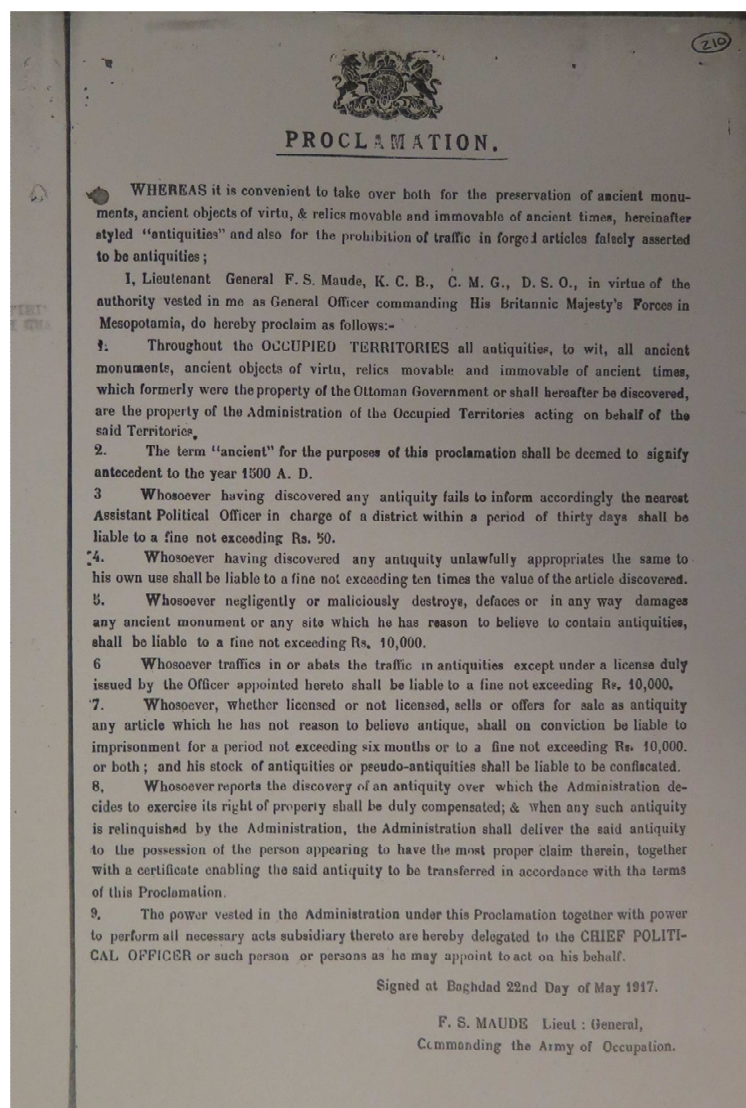 210
PROCLAMATION.
WHEREAS it is convenient to take over both for the preservation of ancient monu-
ments, ancient objects of virtu, & relics movable and immovable of ancient times, hereinafter
styled "antiquities" and also for the prohibition of traffic in forged articles falsely asserted
to be antiquities;
I, Lieutenant General F. S. Maude, K. C. B., C. M. G., D. S. O., in virtue of the
authority vested in me as General Officer commanding His Britannic Majesty's Forces in
Mesopotamia, do hereby proclaim as follows:-
1. Throughout the OCCUPIED TERRITORIES all antiquities, to wit, all ancient
monuments, ancient objects of virtu, relics movable and immovable of ancient times,
which formerly were the property of the Ottoman Government or shall hereafter be discovered,
are the property of the Administration of the Occupied Territories acting on behalf of the
said Territories.
2. The term "ancient" for the purposes of this proclamation shall be deemed to signify
antecedent to the year 1500 A. D.
3 Whosoever having discovered any antiquity fails to inform accordingly the nearest
Assistant Political Officer in charge of a district within a period of thirty days shall be
liable to a fine not exceeding Rs. 50.
4. Whosoever having discovered any antiquity unlawfully appropriates the same to
his own use shall be liable to a fine not exceeding ten times the value of the article discovered.
5. Whosoever negligently or maliciously destroys, defaces or in any way damages
any ancient monument or any site which he has reason to believe to contain antiquities,
shall be liable to a fine not exceeding Rs. 10,000.
6 Whosoever traffics in or abets the traffic in antiquities except under a license duly
issued by the Officer appointed hereto shall be liable to a fine not exceeding Rs. 10,000.
7. Whosoever, whether licensed or not licensed, sells or offers for sale as antiquity
any article which he has not reason to believe antique, shall on conviction be liable to
imprisonment for a period not exceeding six months or to a fine not exceeding Rs. 10,000.
or both; and his stock of antiquities or pseudo-antiquities shall be liable to be confiscated.
8, Whosoever reports the discovery of an antiquity over which the Administration de-
cides to exercise its right of property shall be duly compensated; & when any such antiquity
is relinquished by the Administration, the Administration shall deliver the said antiquity
to the possession of the person appearing to have the most proper claim therein, together
with a certificate enabling the said antiquity to be transferred in accordance with the terms
of this Proclamation.
9. The power vested in the Administration under this Proclamation together with power
to perform all necessary acts subsidiary thereto are hereby delegated to the CHIEF POLITI-
CAL OFFICER or such person or persons as he may appoint to act on his behalf.
Signed at Baghdad 22nd Day of May 1917.
F. S. MAUDE Lieut : General,
Commanding the Army of Occupation.